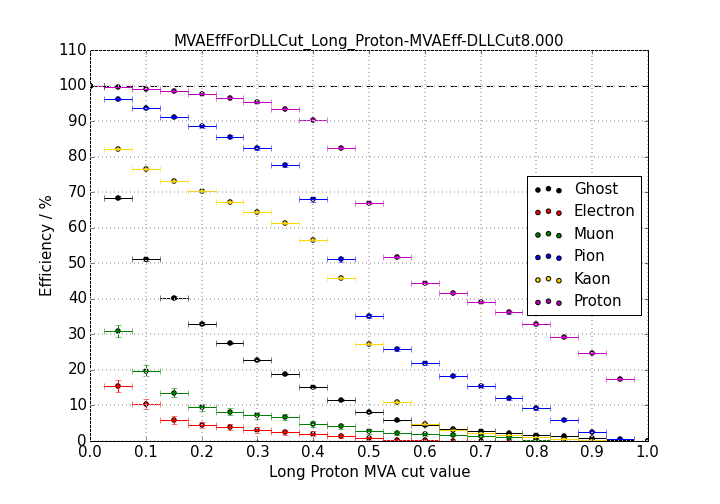 MVAEffForDLLCut_Long_Proton-MVAEff-DLLCut8.000
110
100
90
80
70
60
50
40
30
20
10
0
Efficiency / %
Ghost
Electron
Muon
Pion
Kaon
Proton
0.0 0.1 0.2 0.3 0.4 0.5 0.6 0.7 0.8 0.9 1.0
Long Proton MVA cut value